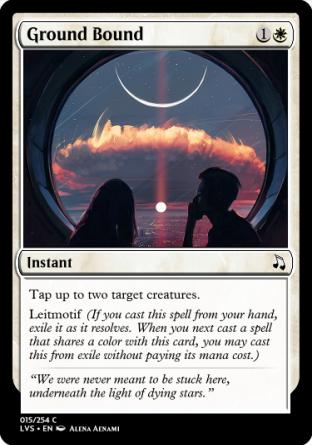 Ground Bound 1
Instant
Tap up to two target creatures.
Leitmotif (If you cast this spell from your hand,
exile it as it resolves. When you next cast a spell
that shares a color with this card, you may cast
this from exile without paying its mana cost.)
“We were never meant to be stuck here,
underneath the light of dying stars.”
015/254 C
LVS • EN Alena Aenami